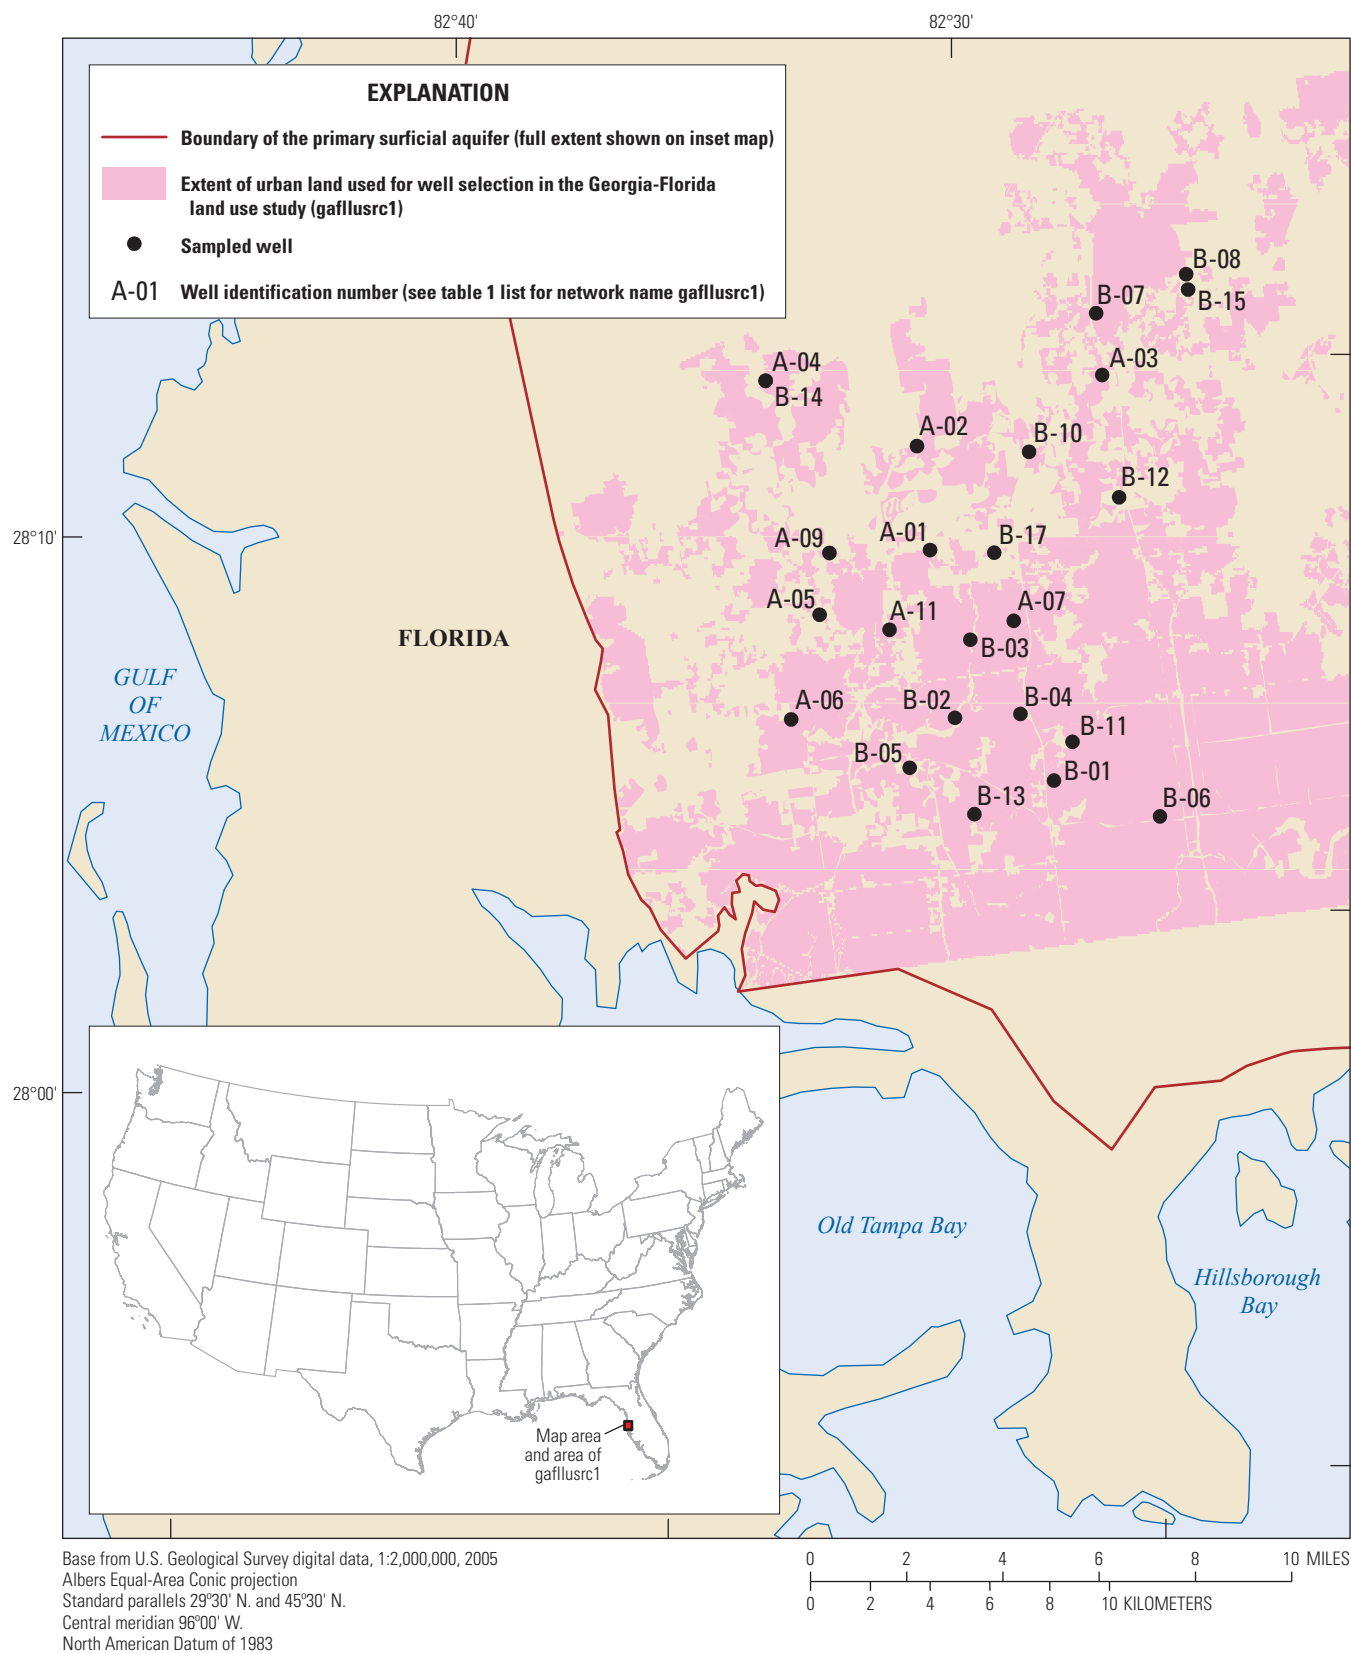 82°40'
82°30'
EXPLANATION
Boundary of the primary surficial aquifer (full extent shown on inset map)
Extent of urban land used for well selection in the Georgia-Florida
land use study (gafllusrc1)
Sampled well
A-01 Well identification number (see table 1 list for network name gafllusrc1)
B-08
B-15
B-07
A-03
A-04
B-14
A-02
B-10
B-12
28°10'
A-09
A-01
B-17
A-05
A-11
A-07
B-03
FLORIDA
GULF
OF
MEXICO
A-06
B-02
B-04
B-11
B-05
B-01
B-13
B-06
28°00'
Old Tampa Bay
Hillsborough
Bay
Map area
and area of
gafllusrc1
Base from U.S. Geological Survey digital data, 1:2,000,000, 2005
Albers Equal-Area Conic projection
Standard parallels 29°30' N. and 45°30' N.
Central meridian 96°00' W.
North American Datum of 1983
0 2 4 6 8 10 MILES
0 2 4 6 8 10 KILOMETERS